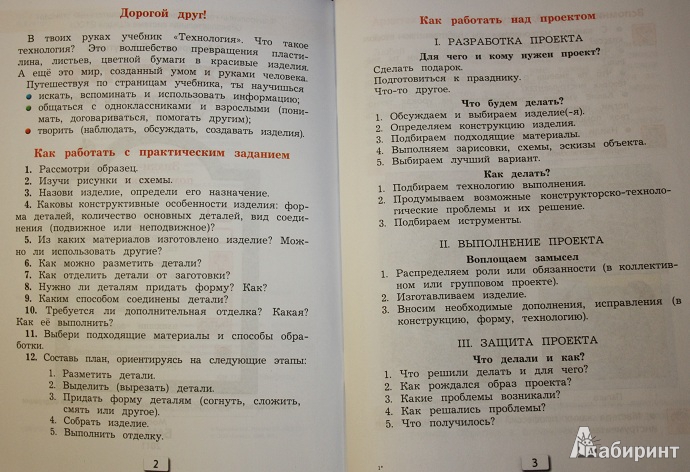 Дорогой друг!
В твоих руках учебник «Технология». Что такое
технология? Это волшебство превращения пласти-
лина, листьев, цветной бумаги в красивые изделия.
А ещё это мир, созданный умом и руками человека.
Путешествуя по страницам учебника, ты научишься
искать, вспоминать и использовать информацию;
общаться с одноклассниками и взрослыми (пони-
мать, договариваться, помогать другим);
творить (наблюдать, обсуждать, создавать изделия).
Как работать с практическим заданием
1. Рассмотри образец.
2. Изучи рисунки и схемы.
3. Назови изделие, определи его назначение.
4. Каковы конструктивные особенности изделия: фор-
ма деталей, количество основных деталей, вид соеди-
нения (подвижное или неподвижное)?
5. Из каких материалов изготовлено изделие? Мож-
но ли использовать другие?
6. Как можно разметить детали?
7. Как отделить детали от заготовки?
8. Нужно ли деталям придать форму? Как?
9. Каким способом соединены детали?
10. Требуется ли дополнительная отделка? Какая?
Как её выполнить?
11. Выбери подходящие материалы и способы обра-
ботки.
12. Составь план, ориентируясь на следующие этапы:
1. Разметить детали.
2. Выделить (вырезать) детали.
3. Придать форму деталям (согнуть, сложить,
смять или другое).
4. Собрать изделие.
5. Выполнить отделку.
2
Как работать над проектом
I. РАЗРАБОТКА ПРОЕКТА
Для чего и кому нужен проект?
Сделать подарок.
Подготовиться к празднику.
Что-то другое.
Что будем делать?
1. Обсуждаем и выбираем изделие(-я).
2. Определяем конструкцию изделия.
3. Подбираем подходящие материалы.
4. Выполняем зарисовки, схемы, эскизы объекта.
5. Выбираем лучший вариант.
Как делать?
1. Подбираем технологию выполнения.
2. Продумываем возможные конструкторско-техноло-
гические проблемы и их решение.
3. Подбираем иструменты.
II. ВЫПОЛНЕНИЕ ПРОЕКТА
Воплощаем замысел
1. Распределяем роли или обязанности (в коллектив-
ном или групповом проекте).
2. Изготавливаем изделие.
3. Вносим необходимые дополнения, исправления (в
конструкцию, форму, технологию).
III. ЗАЩИТА ПРОЕКТА
Что делали и как?
1. Что решили делать и для чего?
2. Как рождался образ проекта?
3. Какие проблемы возникали?
4. Как решались проблемы?
5. Что получилось?
1*
3
Лабиринт